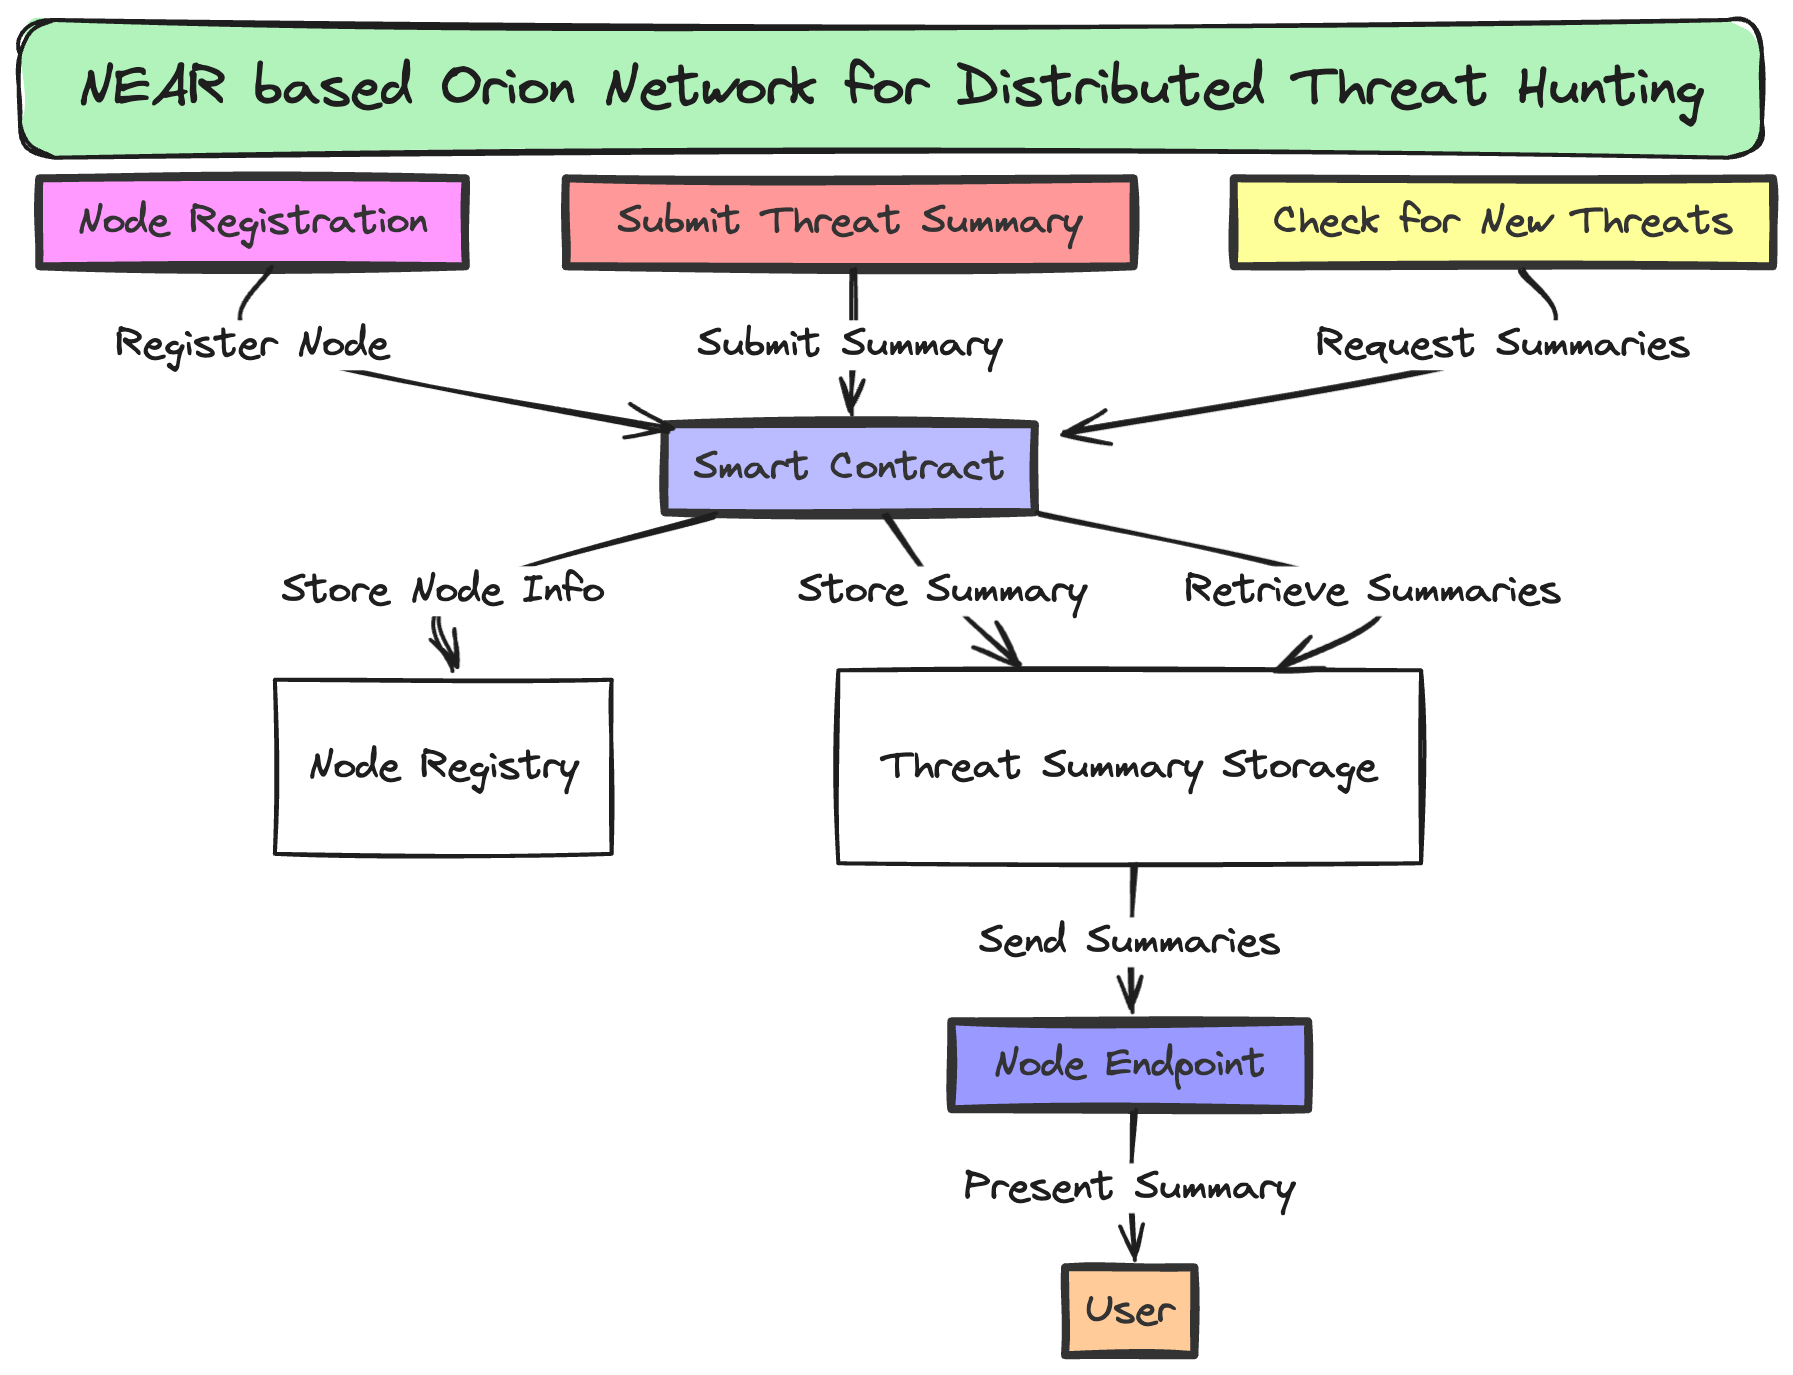 NEAR based Orion Network for Distributed Threat Hunting
Node Registration
Submit Threat Summary
Check for New Threats
Register Node
Submit Summary
Request Summaries
Smart Contract
Store Node Info
Store Summary
Retrieve Summaries
Node Registry
Threat Summary Storage
Send Summaries
Node Endpoint
Present Summary
User